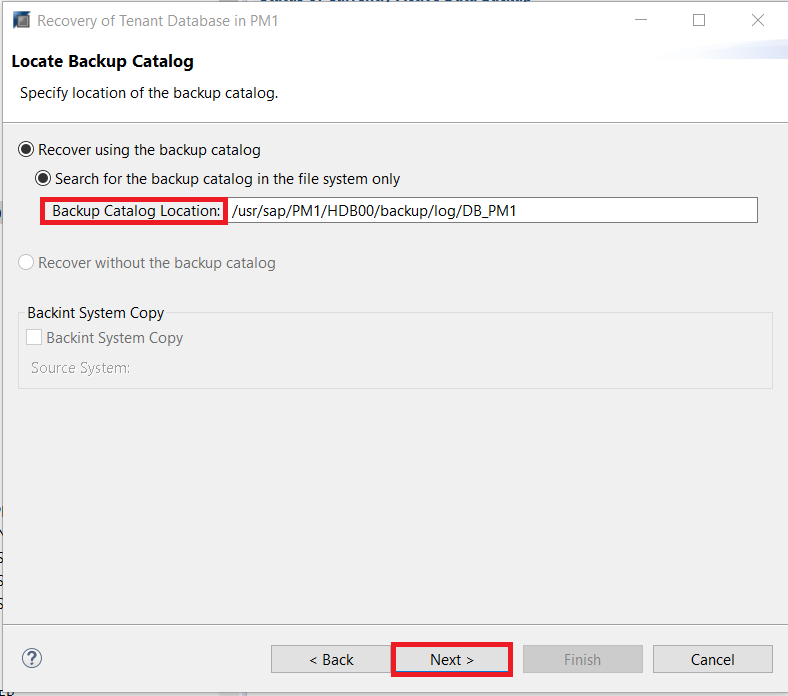 Recovery of Tenant Database in PM1
Locate Backup Catalog
Specify location of the backup catalog.
Recover using the backup catalog
Search for the backup catalog in the file system only
Backup Catalog Location: /usr/sap/PM1/HDB00/backup/log/DB_PM1
Recover without the backup catalog
Backint System Copy
Backint System Copy
Source System:
? < Back Next > Finish Cancel